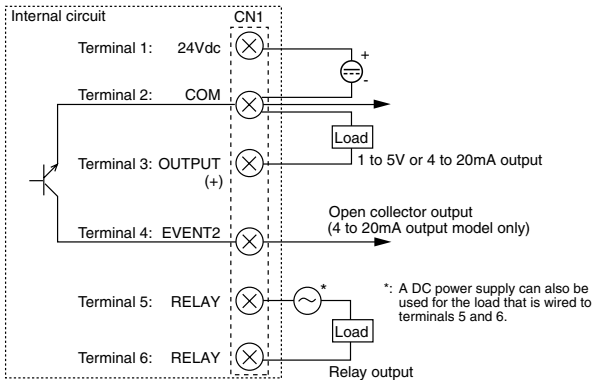 Internal circuit
CN1
Terminal 1: 24Vdc
+
-
Terminal 2: COM
Load
Terminal 3: OUTPUT
(+)
1 to 5V or 4 to 20mA output
Terminal 4: EVENT2
Open collector output
(4 to 20mA output model only)
Terminal 5: RELAY
*
*: A DC power supply can also be
used for the load that is wired to
terminals 5 and 6.
Load
Terminal 6: RELAY
Relay output